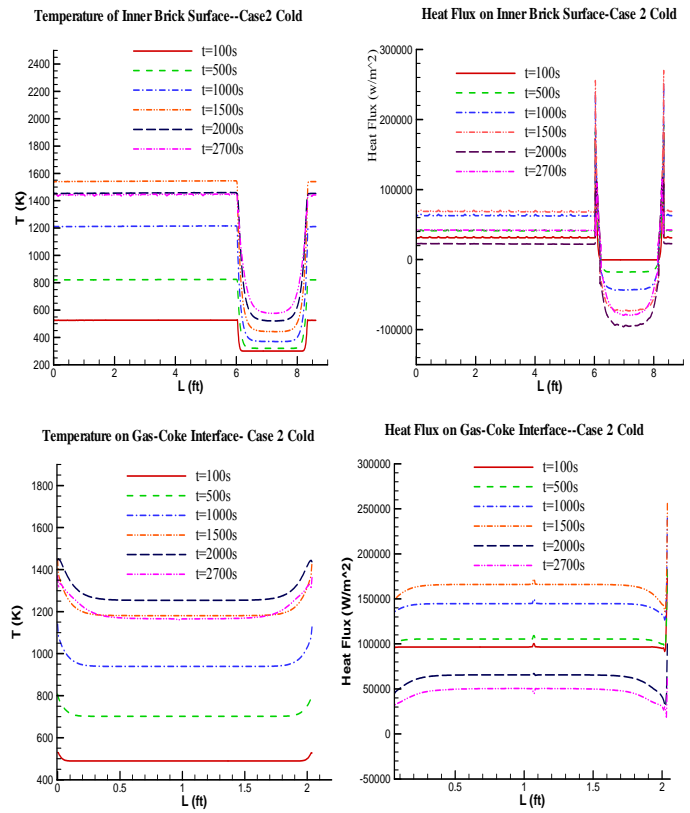 Temperature of Inner Brick Surface--Case2 Cold
t=100s
t=500s
t=1000s
t=1500s
t=2000s
t=2700s
T (K)
2400
2200
2000
1800
1600
1400
1200
1000
800
600
400
200
0
2
4
6
8
L (ft)
Heat Flux on Inner Brick Surface-Case 2 Cold
t=100s
t=500s
t=1000s
t=1500s
t=2000s
t=2700s
Heat Flux (w/m^2)
300000
200000
100000
0
-100000
0
2
4
6
8
L (ft)
Temperature on Gas-Coke Interface- Case 2 Cold
t=100s
t=500s
t=1000s
t=1500s
t=2000s
t=2700s
T (K)
1800
1600
1400
1200
1000
800
600
400
0
0.5
1
1.5
2
L (ft)
Heat Flux on Gas-Coke Interface--Case 2 Cold
t=100s
t=500s
t=1000s
t=1500s
t=2000s
t=2700s
Heat Flux (W/m^2)
300000
250000
200000
150000
100000
50000
0
-50000
0.5
1
1.5
2
L (ft)